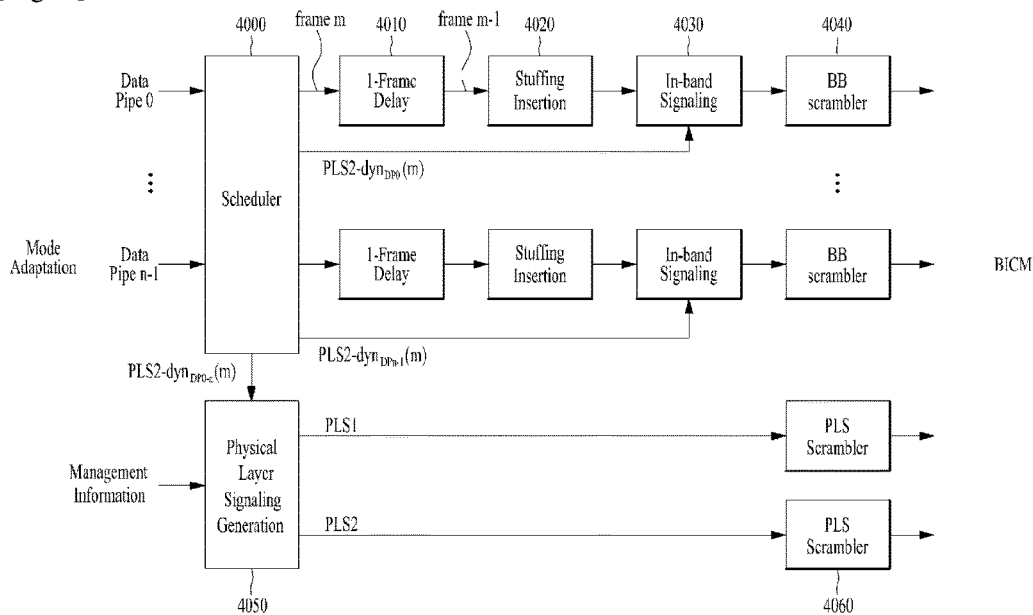 frame m
frame m-1
4000
4010
4020
4030
4040
Data
Pipe 0
1-Frame
Delay
Stuffing
Insertion
In-band
Signaling
BB
scrambler
PLS2-dyn_DP0(m)
Scheduler
Mode
Adaptation
Data
Pipe n-1
1-Frame
Delay
Stuffing
Insertion
In-band
Signaling
BB
scrambler
BICM
PLS2-dyn_DPn-1(m)
PLS2-dyn
(m)
Management
Information
Physical
Layer
Signaling
Generation
PLS1
PLS
Scrambler
PLS2
PLS
Scrambler
4050
4060